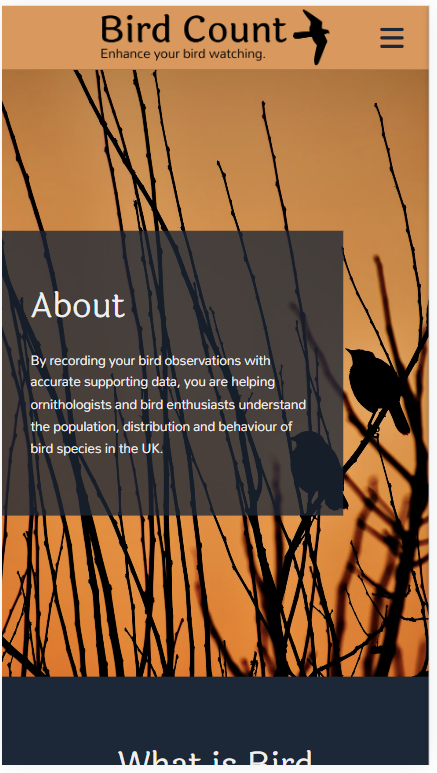 Bird Count
Enhance your bird watching.
About
By recording your bird observations with
accurate supporting data, you are helping
ornithologists and bird enthusiasts understand
the population, distribution and behaviour of
bird species in the UK.
What is Bird